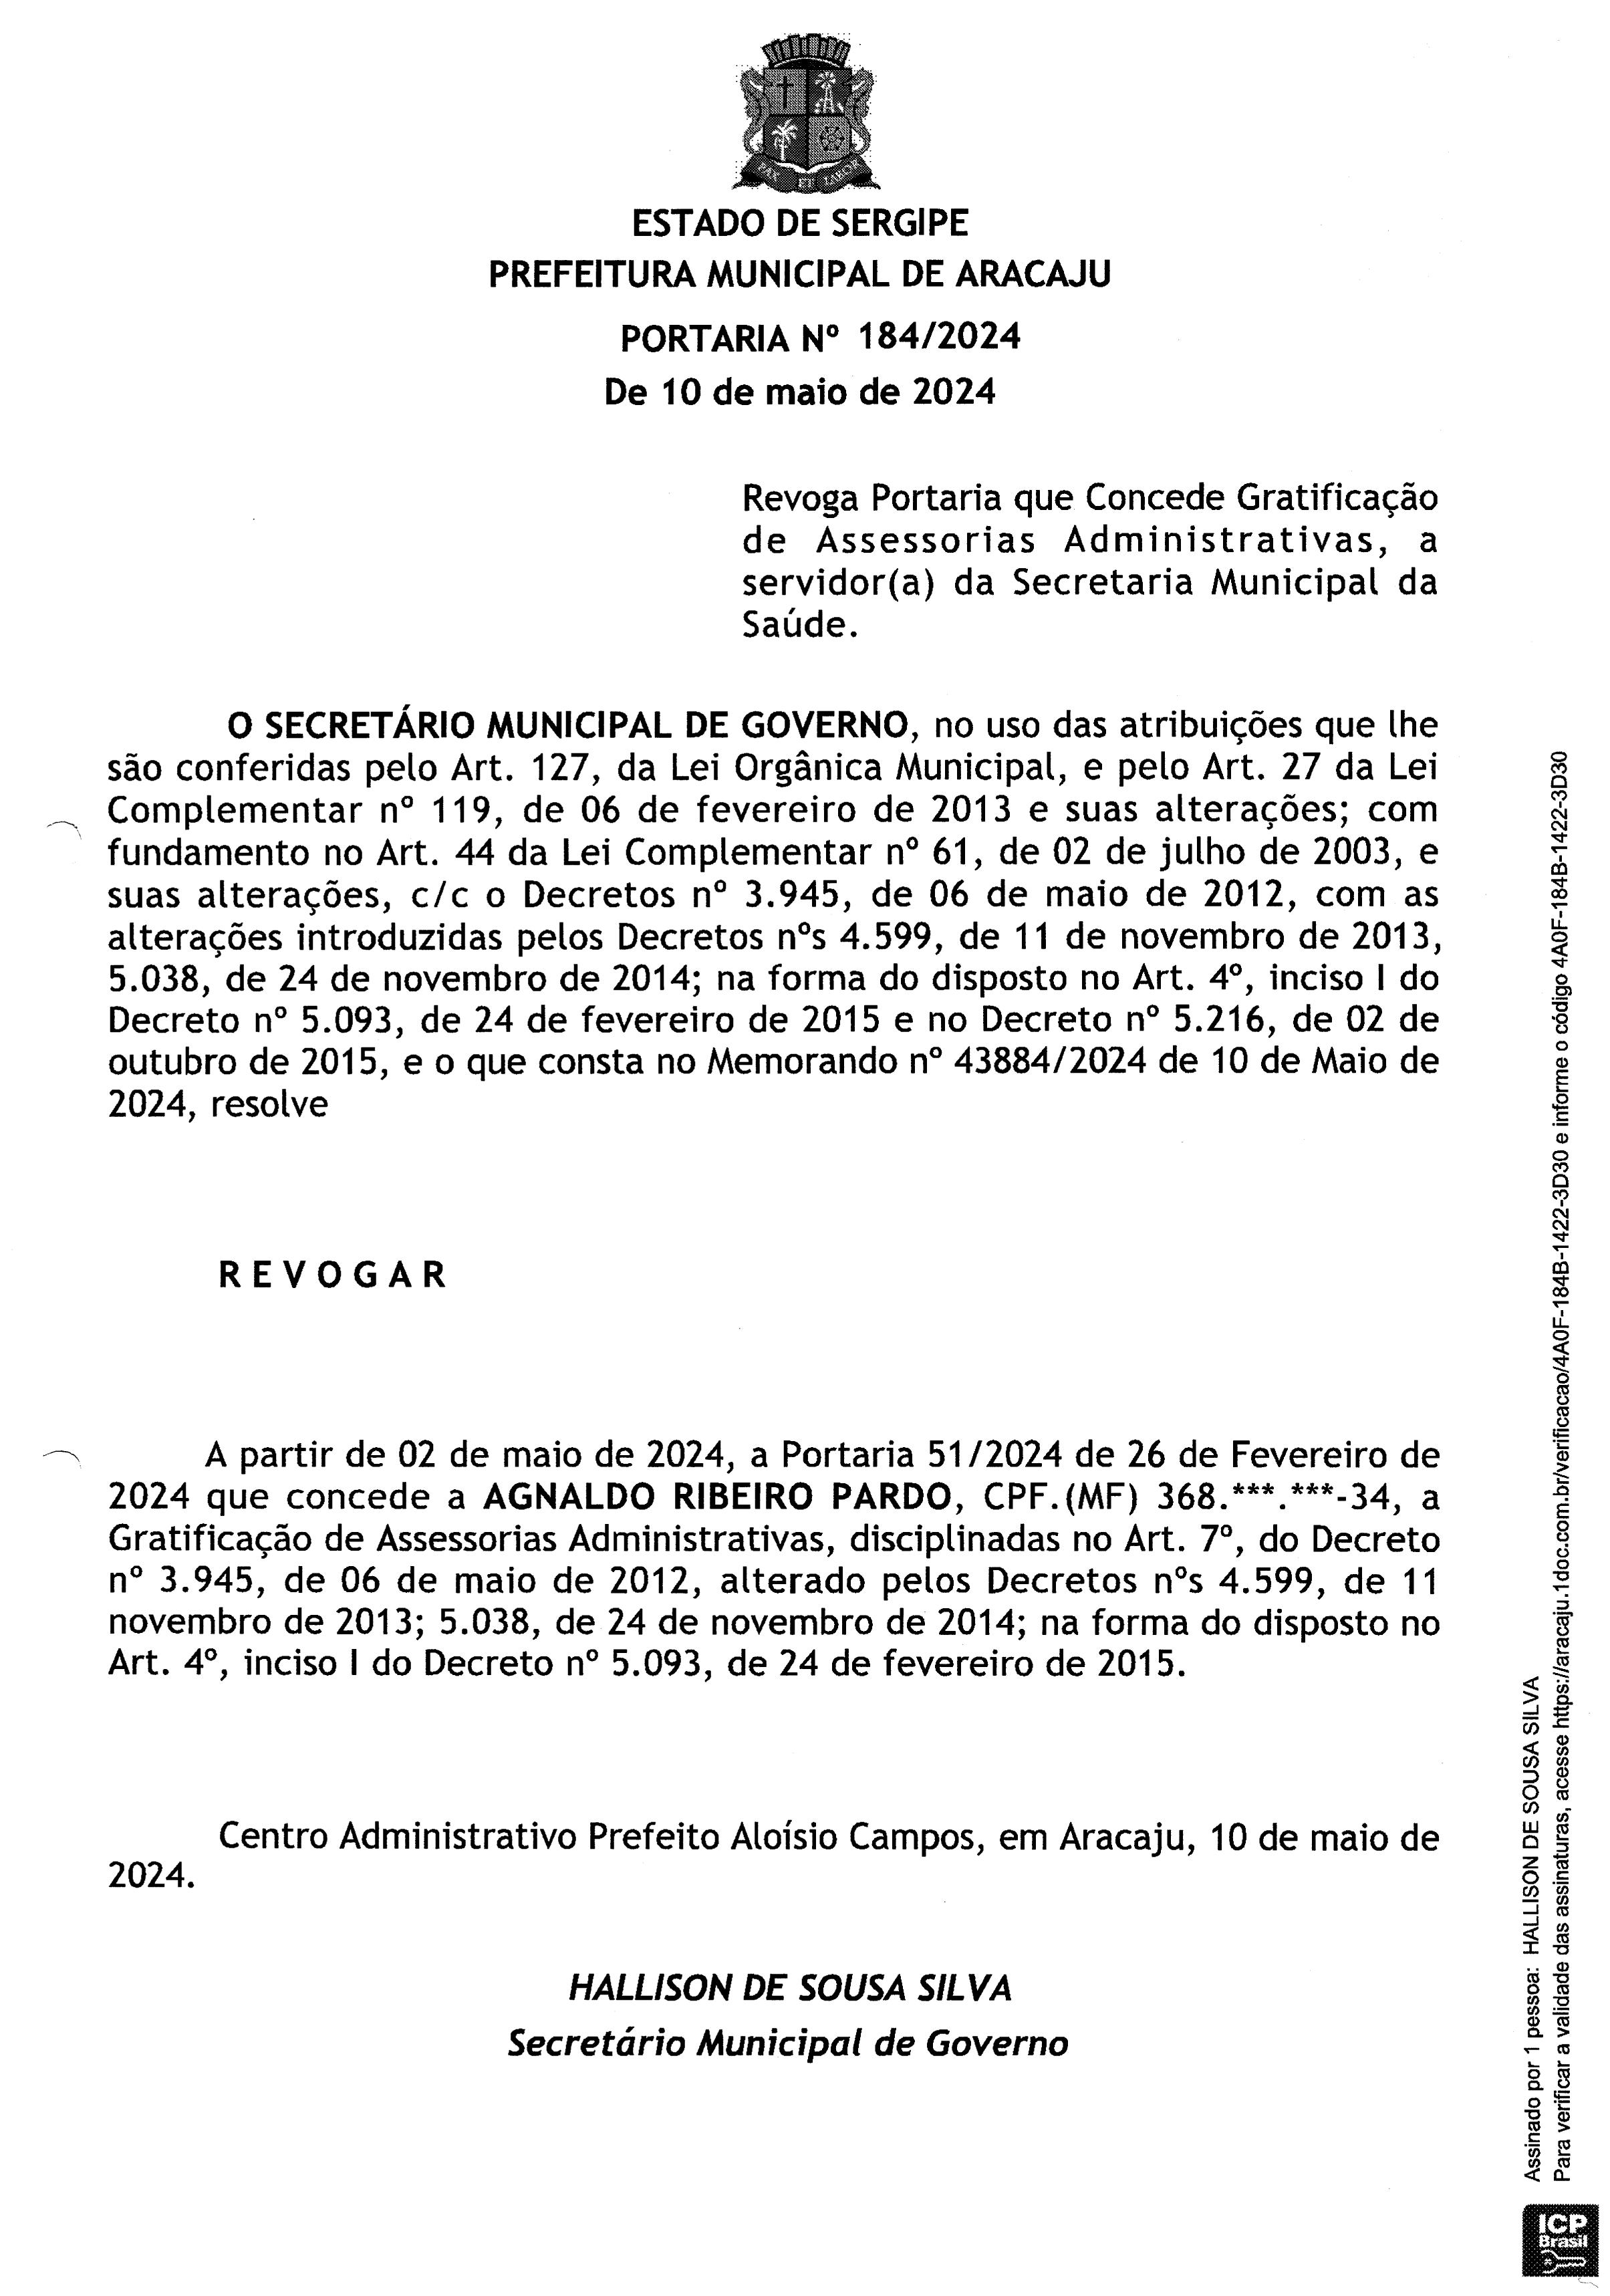 PAX ET LABOR
ESTADO DE SERGIPE
PREFEITURA MUNICIPAL DE ARACAJU
PORTARIA Nº 184/2024
De 10 de maio de 2024
Revoga Portaria que Concede Gratificação
de Assessorias Administrativas, a
servidor(a) da Secretaria Municipal da
Saúde.
O SECRETÁRIO MUNICIPAL DE GOVERNO, no uso das atribuições que lhe
são conferidas pelo Art. 127, da Lei Orgânica Municipal, e pelo Art. 27 da Lei
Complementar nº 119, de 06 de fevereiro de 2013 e suas alterações; com
fundamento no Art. 44 da Lei Complementar nº 61, de 02 de julho de 2003, e
suas alterações, c/c o Decretos nº 3.945, de 06 de maio de 2012, com as
alterações introduzidas pelos Decretos nºs 4.599, de 11 de novembro de 2013,
5.038, de 24 de novembro de 2014; na forma do disposto no Art. 4º, inciso I do
Decreto nº 5.093, de 24 de fevereiro de 2015 e no Decreto nº 5.216, de 02 de
outubro de 2015, e o que consta no Memorando nº 43884/2024 de 10 de Maio de
2024, resolve
R E V O G A R
A partir de 02 de maio de 2024, a Portaria 51/2024 de 26 de Fevereiro de
2024 que concede a AGNALDO RIBEIRO PARDO, CPF.(MF) 368.***.***-34, a
Gratificação de Assessorias Administrativas, disciplinadas no Art. 7º, do Decreto
nº 3.945, de 06 de maio de 2012, alterado pelos Decretos nºs 4.599, de 11
novembro de 2013; 5.038, de 24 de novembro de 2014; na forma do disposto no
Art. 4º, inciso I do Decreto nº 5.093, de 24 de fevereiro de 2015.
Centro Administrativo Prefeito Aloísio Campos, em Aracaju, 10 de maio de
2024.
HALLISON DE SOUSA SILVA
Secretário Municipal de Governo
Assinado por 1 pessoa: HALLISON DE SOUSA SILVA
Para verificar a validade das assinaturas, acesse https://aracaju.1doc.com.br/verificacao/4A0F-184B-1422-3D30 e informe o código 4A0F-184B-1422-3D30
ICP
Brasil